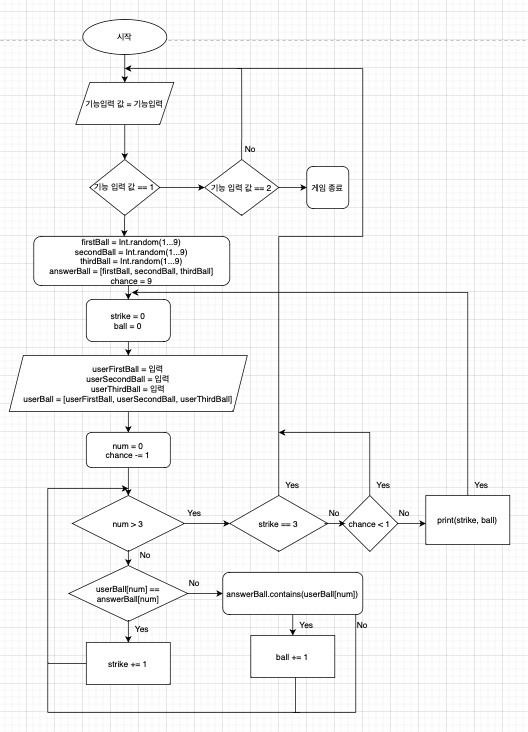 시작
기능입력 값 = 기능입력
No
기능 입력 값 == 1
기능 입력 값 == 2
게임 종료
firstBall = Int.random(1...9)
secondBall = Int.random(1...9)
thirdBall = Int.random(1...9)
answerBall = [firstBall, secondBall, thirdBall]
chance = 9
strike = 0
ball = 0
userFirstBall = 입력
userSecondBall = 입력
userThirdBall = 입력
userBall = [userFirstBall, userSecondBall, userThirdBall]
num = 0
chance -= 1
Yes
Yes
Yes
num > 3
Yes
strike == 3
No
chance < 1
No
print(strike, ball)
No
userBall[num] ==
answerBall[num]
No
answerBall.contains(userBall[num])
Yes
Yes
No
strike += 1
ball += 1